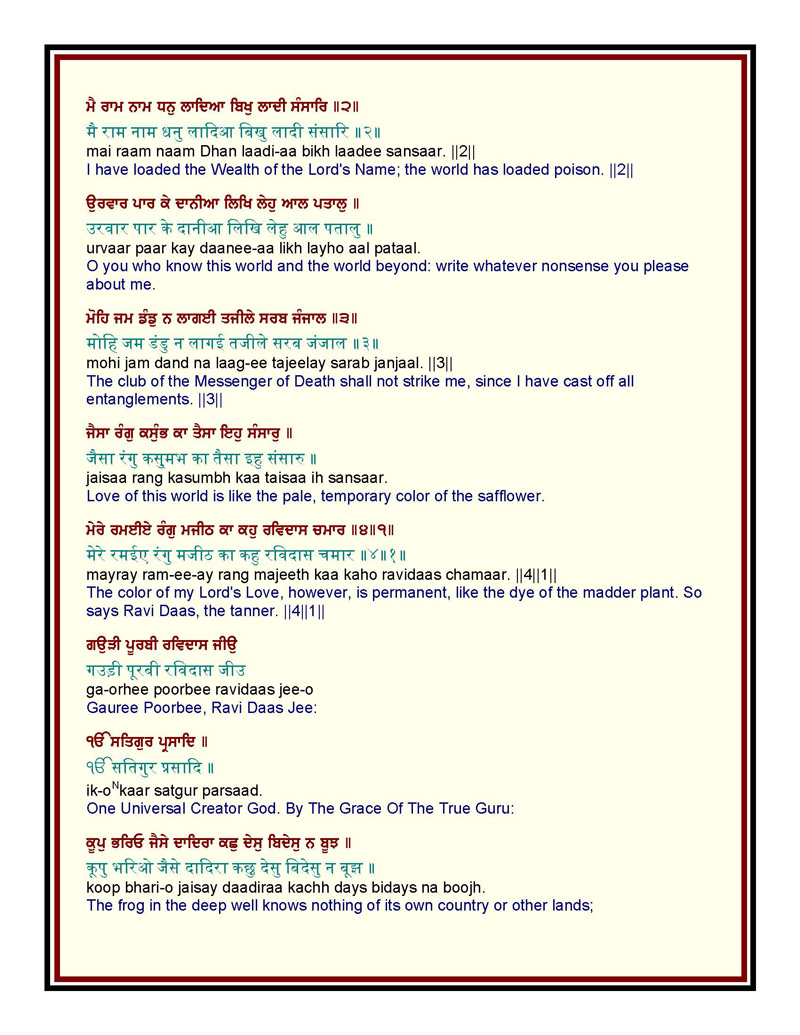 ਮੈ ਰਾਮ ਨਾਮ ਧਨੁ ਲਾਦਿਆ ਬਿਖੁ ਲਾਦੀ ਸੰਸਾਰਿ ॥੨॥
मै राम नाम धनु लादिआ बिखु लादी संसारि ॥२॥
mai raam naam Dhan laadi-aa bikh laadee sansaar. ||2||
I have loaded the Wealth of the Lord's Name; the world has loaded poison. ||2||
ਉਰਵਾਰ ਪਾਰ ਕੇ ਦਾਨੀਆ ਲਿਖਿ ਲੇਹੁ ਆਲ ਪਤਾਲੁ ॥
उरवार पार के दानीआ लिखि लेहु आल पतालु ॥
urvaar paar kay daanee-aa likh layho aal pataal.
O you who know this world and the world beyond: write whatever nonsense you please
about me.
ਮੋਹਿ ਜਮ ਡੰਡੁ ਨ ਲਾਗਈ ਤਜੀਲੇ ਸਰਬ ਜੰਜਾਲ ॥੩॥
मोहि जम डंडु न लागई तजीले सरब जंजाल ॥३॥
mohi jam dand na laag-ee tajeelay sarab janjaal. ||3||
The club of the Messenger of Death shall not strike me, since I have cast off all
entanglements. ||3||
ਜੈਸਾ ਰੰਗੁ ਕਸੁੰਭ ਕਾ ਤੈਸਾ ਇਹੁ ਸੰਸਾਰੁ ॥
जैसा रंगु कसु्मभ का तैसा इहु संसारु ॥
jaisaa rang kasumbh kaa taisaa ih sansaar.
Love of this world is like the pale, temporary color of the safflower.
ਮੇਰੇ ਰਮਈਏ ਰੰਗੁ ਮਜੀਠ ਕਾ ਕਹੁ ਰਵਿਦਾਸ ਚਮਾਰ ॥੪॥੧॥
मेरे रमईए रंगु मजीठ का कहु रविदास चमार ॥४॥१॥
mayray ram-ee-ay rang majeeth kaa kaho ravidaas chamaar. ||4||1||
The color of my Lord's Love, however, is permanent, like the dye of the madder plant. So
says Ravi Daas, the tanner. ||4||1||
ਗਉੜੀ ਪੂਰਬੀ ਰਵਿਦਾਸ ਜੀਉ
गउड़ी पूरबी रविदास जीउ
ga-orhee poorbee ravidaas jee-o
Gauree Poorbee, Ravi Daas Jee:
ੴ ਸਤਿਗੁਰ ਪ੍ਰਸਾਦਿ ॥
ੴ सतिगुर प्रसादि ॥
ik-oNkaar satgur parsaad.
One Universal Creator God. By The Grace Of The True Guru:
ਕੂਪੁ ਭਰਿਓ ਜੈਸੇ ਦਾਦਿਰਾ ਕਛੁ ਦੇਸੁ ਬਿਦੇਸੁ ਨ ਬੂਝ ॥
कूपु भरिओ जैसे दादिरा कछु देसु बिदेसु न बूझ ॥
koop bhari-o jaisay daadiraa kachh days bidays na boojh.
The frog in the deep well knows nothing of its own country or other lands;